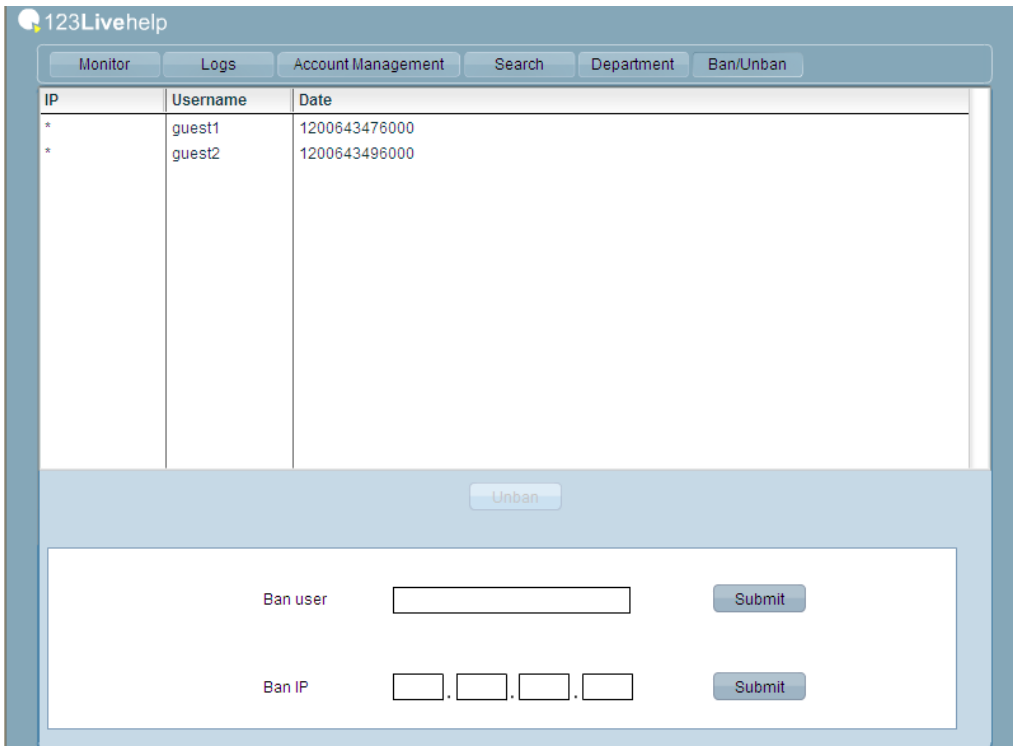 123Livehelp
Monitor Logs Account Management Search Department Ban/Unban
IP Username Date
* guest1 1200643476000
* guest2 1200643496000
Unban
Ban user Submit
Ban IP . . . Submit